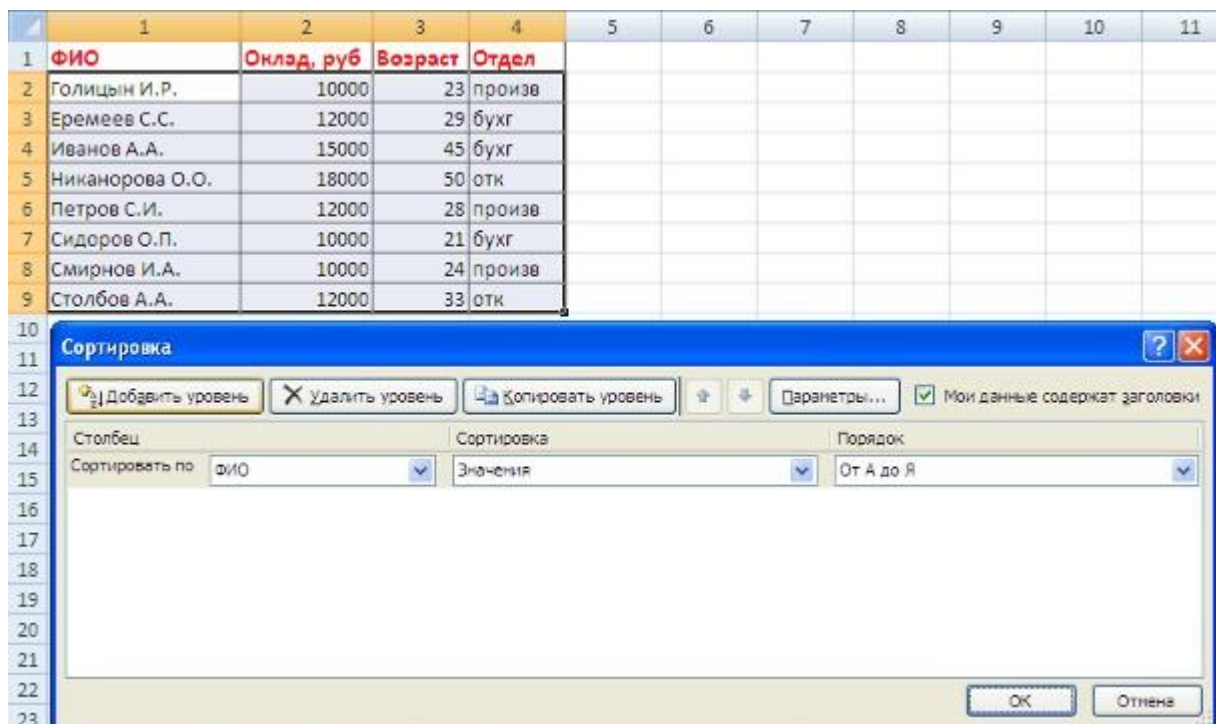 1 2 3 4 5 6 7 8 9 10 11
1 ФИО Оклад, руб Возраст Отдел
2 Голицын И.Р. 10000 23 произв
3 Еремеев С.С. 12000 29 бухг
4 Иванов А.А. 15000 45 бухг
5 Никанорова О.О. 18000 50 отк
6 Петров С.И. 12000 28 произв
7 Сидоров О.П. 10000 21 бухг
8 Смирнов И.А. 10000 24 произв
9 Столбов А.А. 12000 33 отк
10
11 Сортировка
12 Добавить уровень Удалить уровень Копировать уровень Параметры... Мои данные содержат заголовки
13
14 Столбец Сортировка Порядок
15 Сортировать по ФИО Значения От А до Я
16
17
18
19
20
21
22 ОК Отмена
23